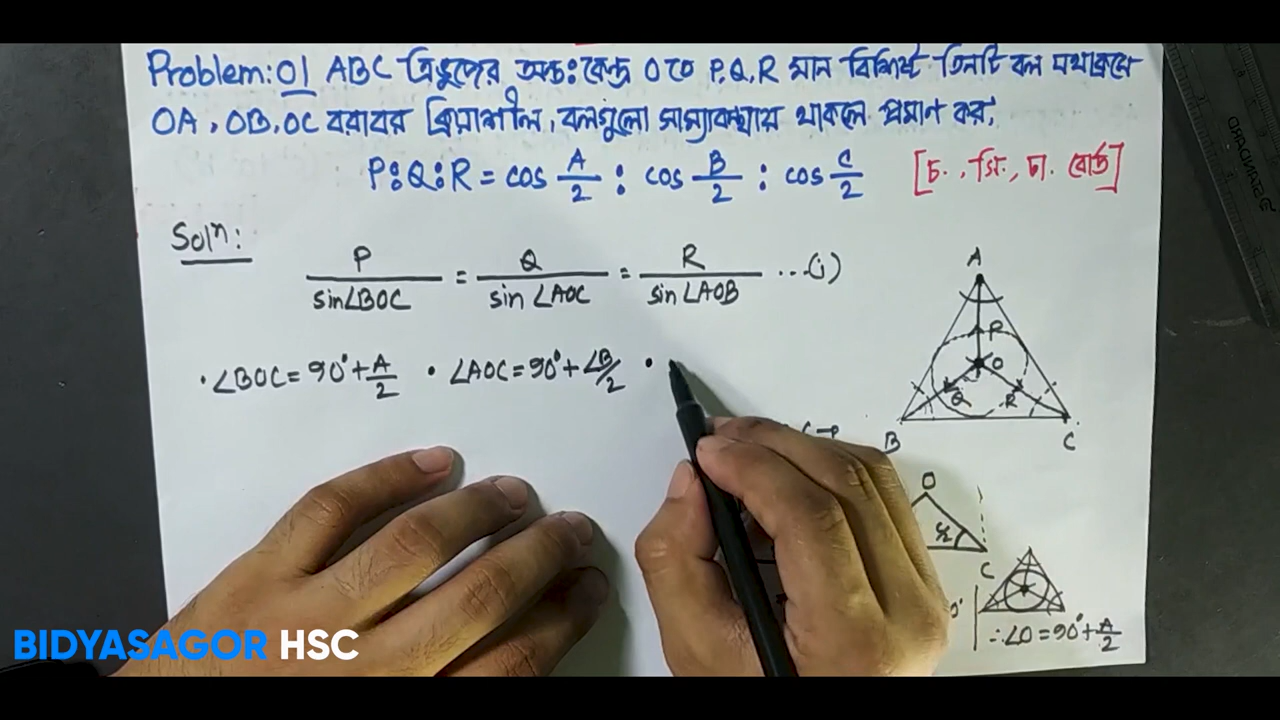 Problem: 01 ABC ত্রিভুজের অন্তঃকেন্দ্র O তে P, Q, R মান বিশিষ্ট তিনটি বল যথাক্রমে
OA, OB, OC বরাবর ক্রিয়াশীল, বলগুলো সাম্যাবস্থায় থাকলে প্রমাণ কর,
P:Q:R = cos A/2 : cos B/2 : cos C/2 [চ., সি., ঢা. বোর্ড]
Solⁿ:
P/sin∠BOC = Q/sin∠AOC = R/sin∠AOB ...(i)
• ∠BOC = 90° + A/2 • ∠AOC = 90° + ∠B/2 •
A
P
O
Q R
B C
O
C
∴∠O = 90° + A/2
STANDARD
BIDYASAGOR HSC